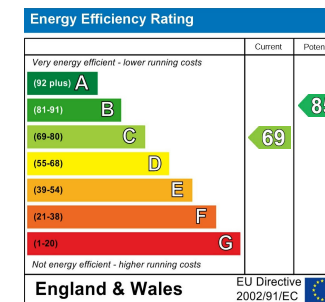 Energy Efficiency Rating
Current
Very energy efficient - lower running costs
(92 plus) A
(81-91) B
(69-80) C
69
(55-68) D
(39-54) E
(21-38) F
(1-20) G
Not energy efficient - higher running costs
England & Wales
EU Directive
2002/91/EC